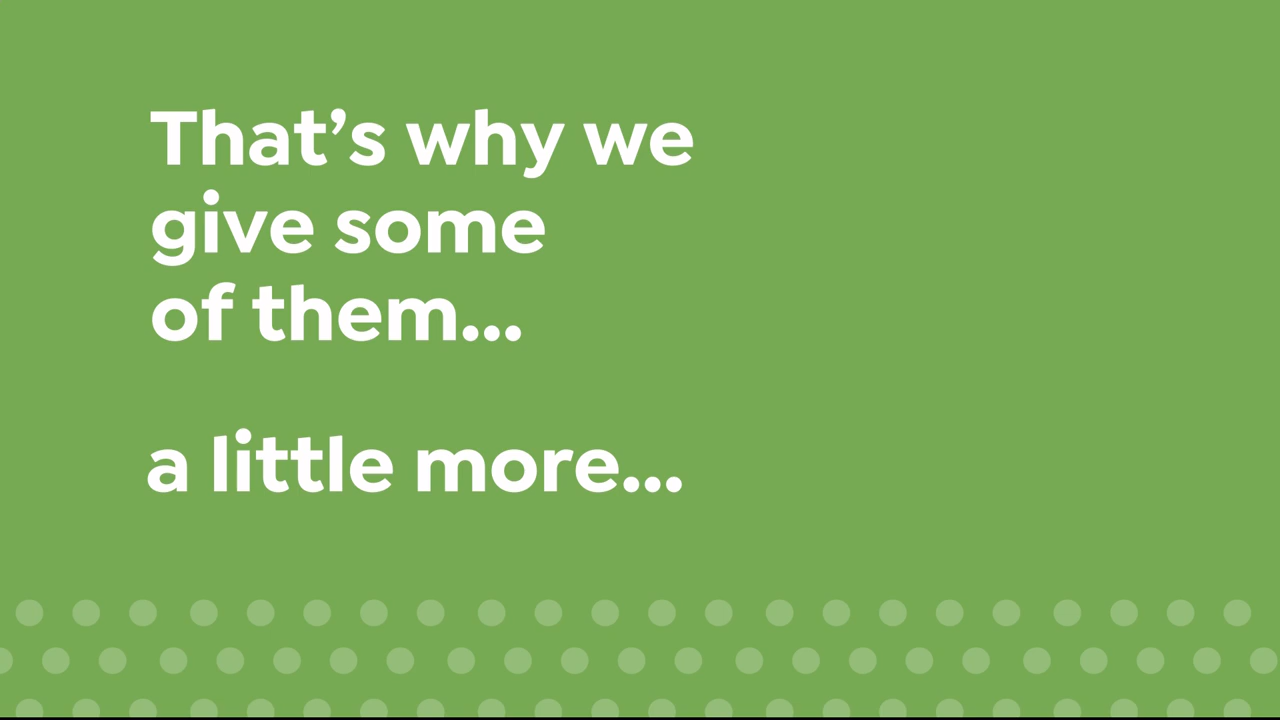 That’s why we
give some
of them...
a little more...